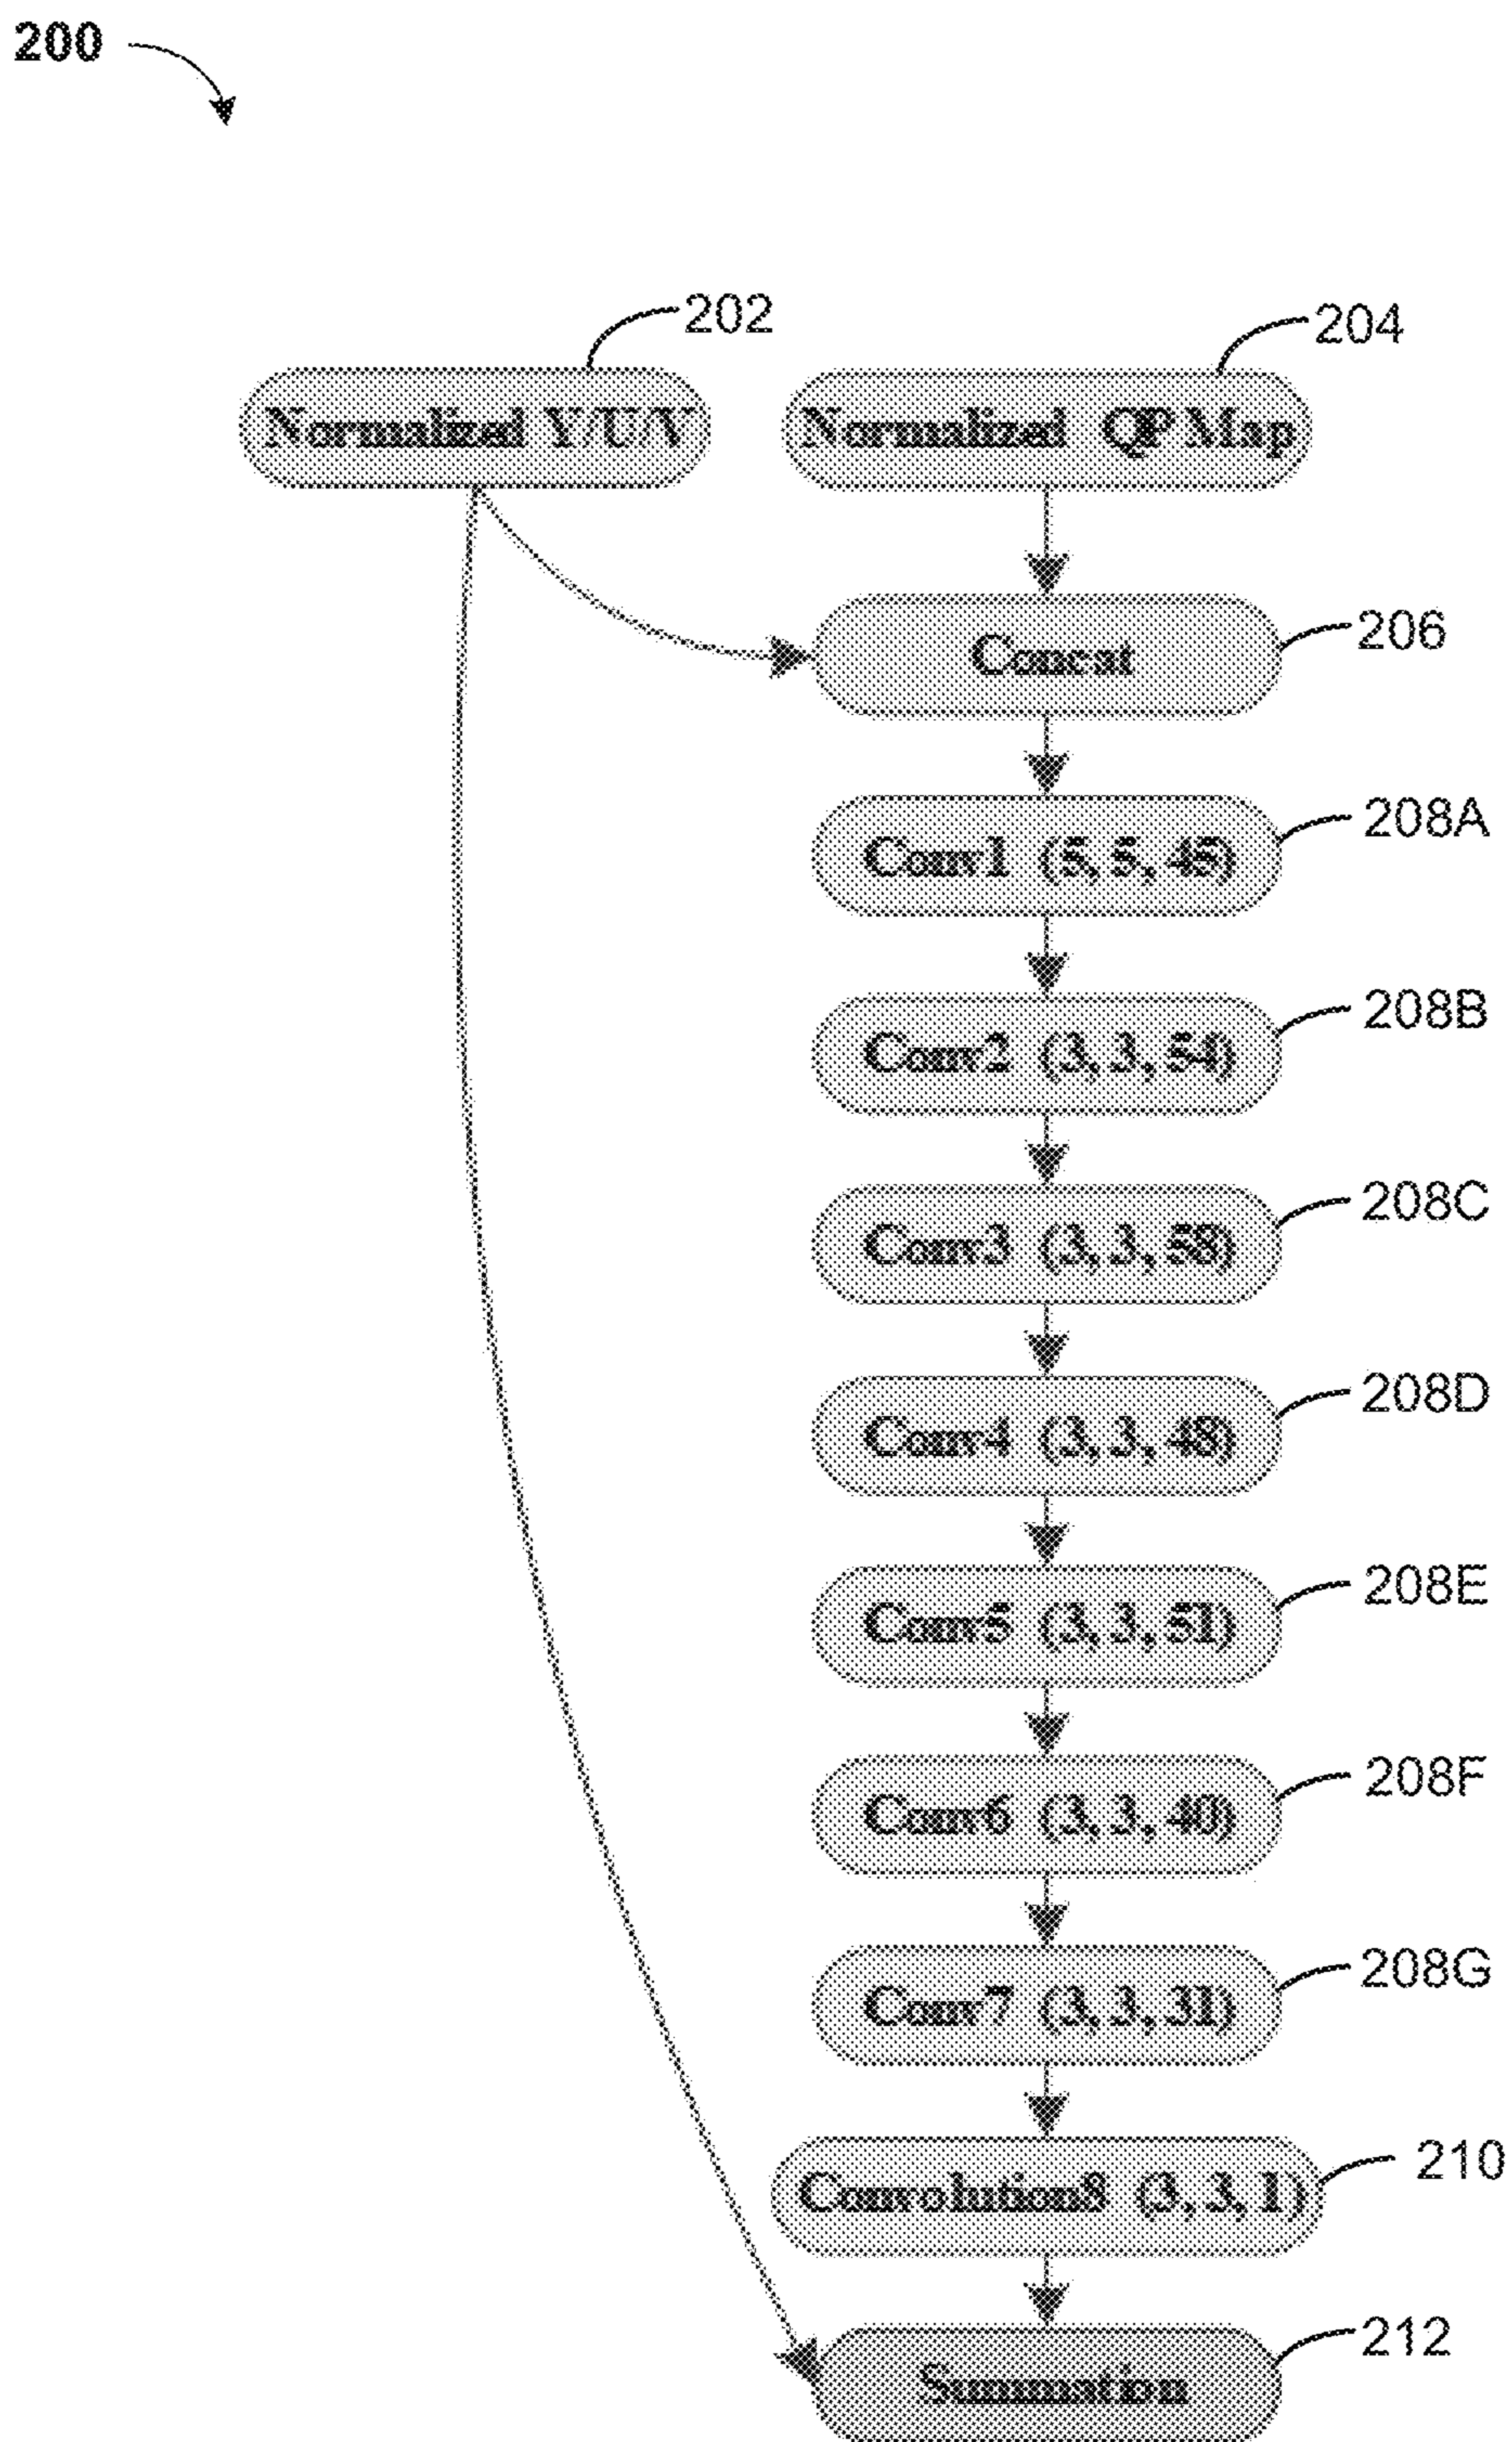 200
202
204
Normalized Y/U/V
Normalized QP Map
206
Concat
208A
Conv1 (5, 5, 45)
208B
Conv2 (3, 3, 54)
208C
Conv3 (3, 3, 58)
208D
Conv4 (3, 3, 48)
208E
Conv5 (3, 3, 51)
208F
Conv6 (3, 3, 40)
208G
Conv7 (3, 3, 31)
210
Convolution8 (3, 3, 1)
212
Summation